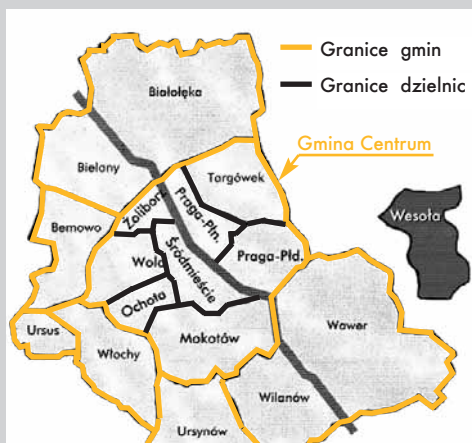 Granice gmin
Granice dzielnic
Gmina Centrum
Białołęka
Bielany
Targówek
Bemowo
Żoliborz
Praga-Płn.
Wesoła
Wola
Śródmieście
Praga-Płd.
Ochota
Ursus
Włochy
Mokotów
Wawer
Wilanów
Ursynów